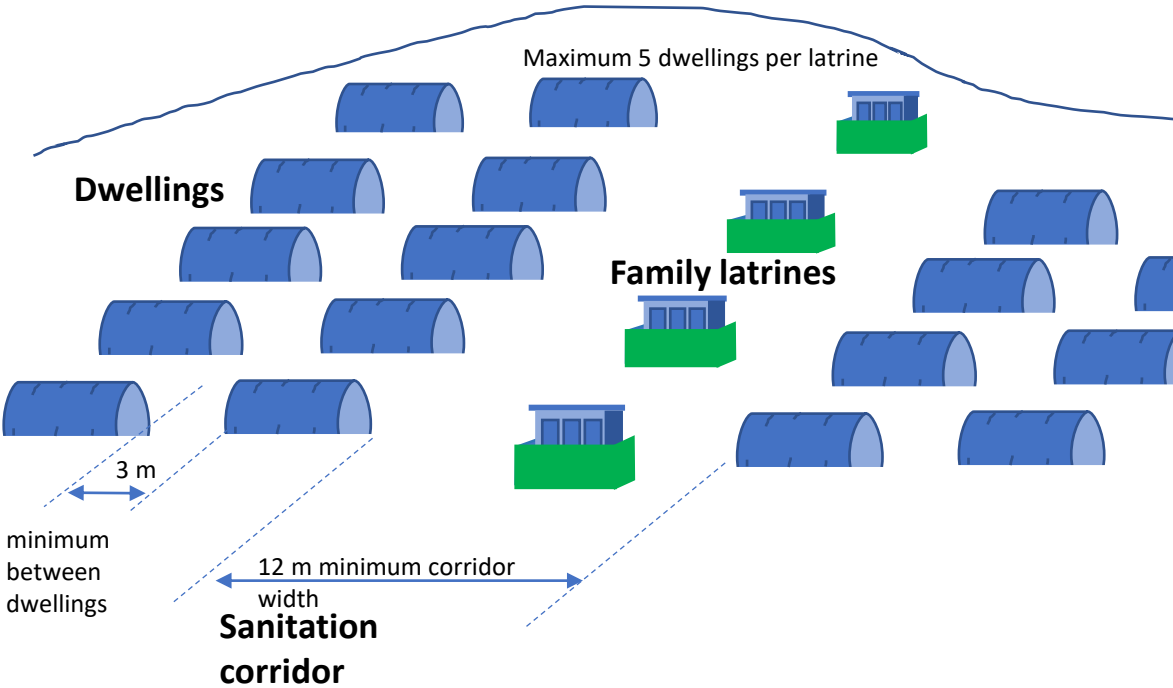 Maximum 5 dwellings per latrine
Dwellings
Family latrines
3 m
minimum
between
dwellings
12 m minimum corridor
width
Sanitation
corridor